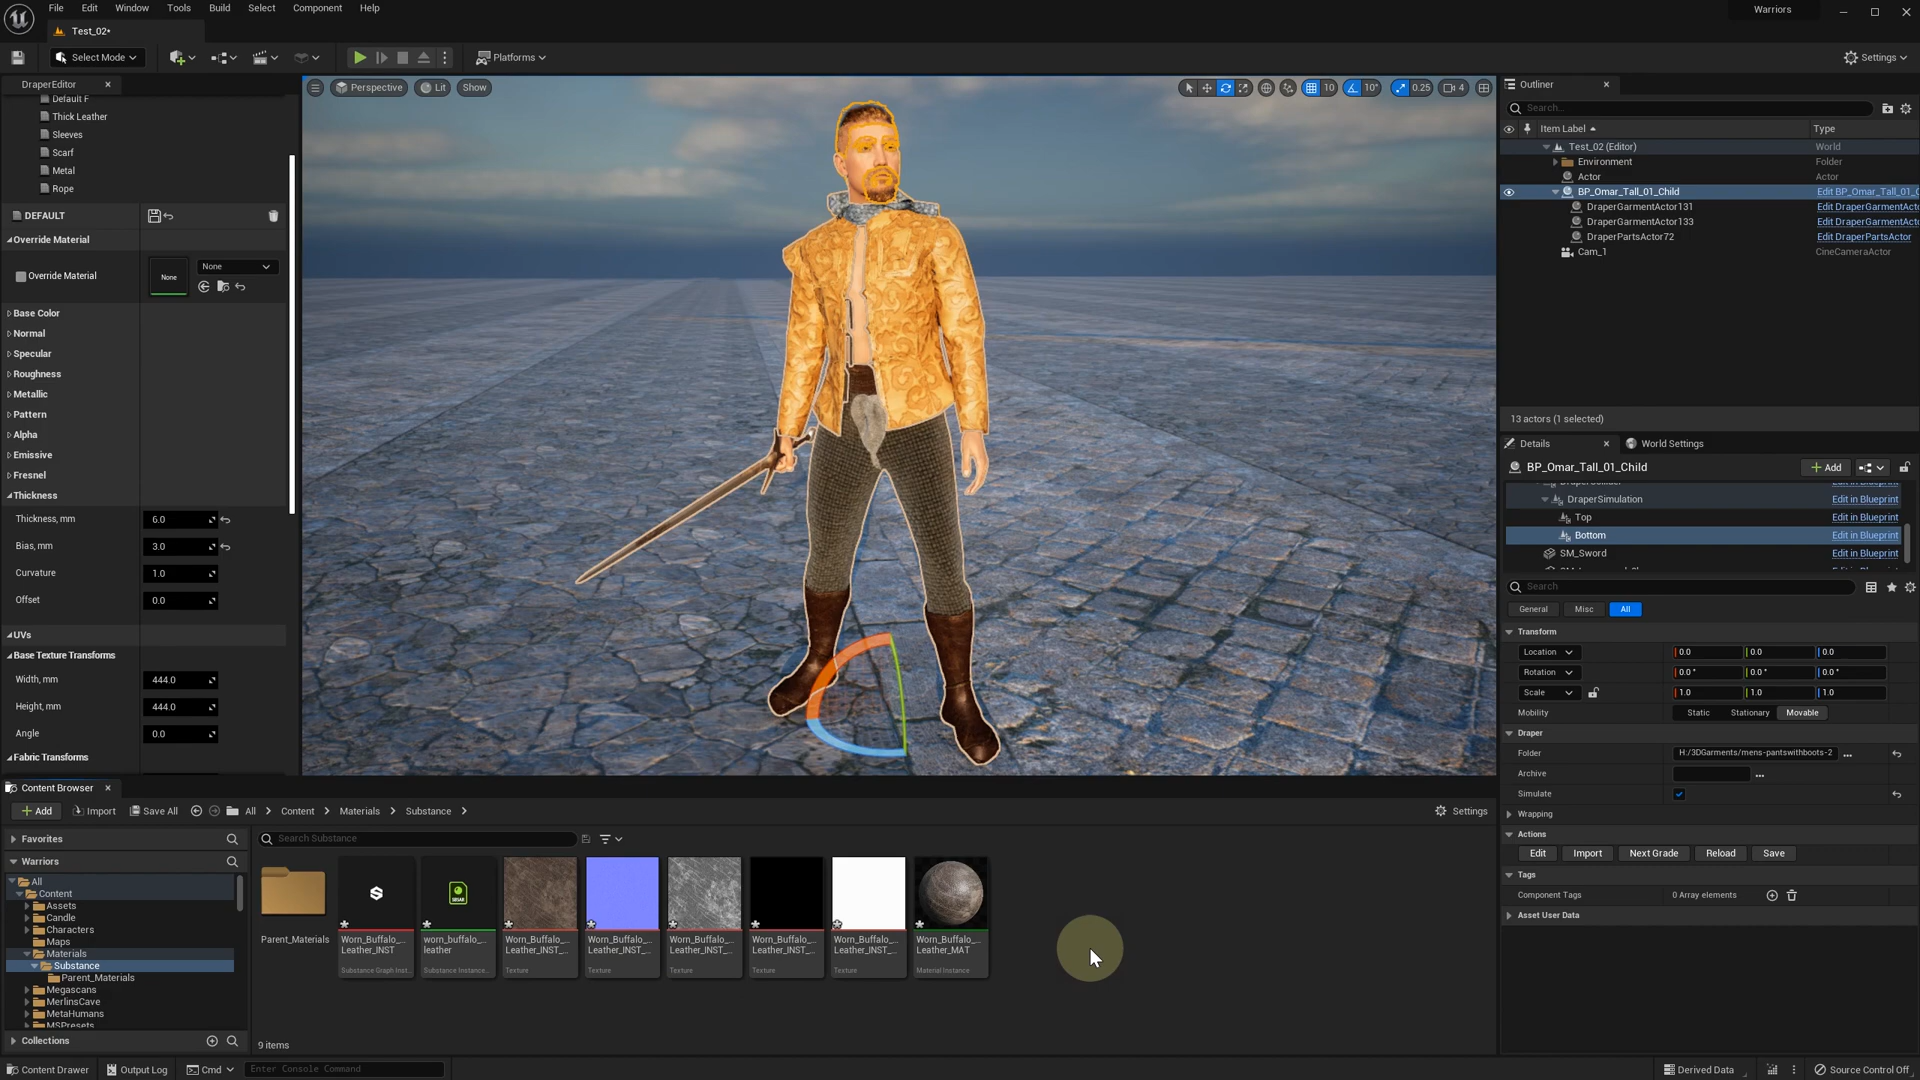 File Edit Window Tools Build Select Component Help
Warriors
Test_02•
Select Mode
Platforms
Settings
DraperEditor
Default F
Thick Leather
Sleeves
Scarf
Metal
Rope
DEFAULT
Override Material
Override Material
None
None
Base Color
Normal
Specular
Roughness
Metallic
Pattern
Alpha
Emissive
Fresnel
Thickness
Thickness, mm 6.0
Bias, mm 3.0
Curvature 1.0
Offset 0.0
UVs
Base Texture Transforms
Width, mm 444.0
Height, mm 444.0
Angle 0.0
Fabric Transforms
Perspective Lit Show
10 10° 0.25 4
Outliner
Search...
Item Label Type
Test_02 (Editor) World
Environment Folder
Actor Actor
BP_Omar_Tall_01_Child Edit BP_Omar_Tall_01_C
DraperGarmentActor131 Edit DraperGarmentActo
DraperGarmentActor133 Edit DraperGarmentActo
DraperPartsActor72 Edit DraperPartsActor
Cam_1 CineCameraActor
13 actors (1 selected)
Details World Settings
BP_Omar_Tall_01_Child
Add
DraperSimulation Edit in Blueprint
Top Edit in Blueprint
Bottom Edit in Blueprint
SM_Sword Edit in Blueprint
Search
General Misc All
Transform
Location 0.0 0.0 0.0
Rotation 0.0° 0.0° 0.0°
Scale 1.0 1.0 1.0
Mobility Static Stationary Movable
Draper
Folder H:/3DGarments/mens-pantswithboots-2 ...
Archive ...
Simulate
Wrapping
Actions
Edit Import Next Grade Reload Save
Tags
Component Tags 0 Array elements
Asset User Data
Content Browser
Add Import Save All All > Content > Materials > Substance >
Settings
Favorites
Warriors
All
Content
Assets
Candle
Characters
Maps
Materials
Substance
Parent_Materials
Megascans
MerlinsCave
MetaHumans
MSPresets
Collections
Search Substance
Parent_Materials
Worn_Buffalo_...
Leather_INST
Substance Graph Inst...
SBSAR
worn_buffalo_
leather
Substance Instance...
Worn_Buffalo_...
Leather_INST_...
Texture
Worn_Buffalo_...
Leather_INST_...
Texture
Worn_Buffalo_...
Leather_INST_...
Texture
Worn_Buffalo_...
Leather_INST_...
Texture
Worn_Buffalo_...
Leather_INST_...
Texture
Worn_Buffalo_...
Leather_MAT
Material Instance
9 items
Content Drawer Output Log Cmd Enter Console Command
Derived Data Source Control Off